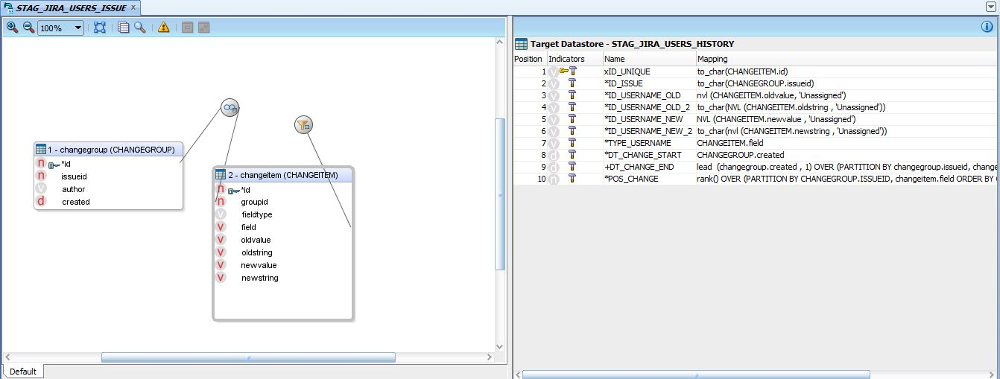 STAG_JIRA_USERS_ISSUE x
100%
1 - changegroup (CHANGEGROUP)
n *id
n issueid
v author
d created
2 - changeitem (CHANGEITEM)
n *id
n groupid
v fieldtype
v field
v oldvalue
v oldstring
v newvalue
v newstring
Default
Target Datastore - STAG_JIRA_USERS_HISTORY
Position Indicators Name Mapping
1 v xID_UNIQUE to_char(CHANGEITEM.id)
2 v *ID_ISSUE to_char(CHANGEGROUP.issueid)
3 v *ID_USERNAME_OLD nvl (CHANGEITEM.oldvalue, 'Unassigned')
4 v *ID_USERNAME_OLD_2 to_char(NVL (CHANGEITEM.oldstring , 'Unassigned'))
5 v *ID_USERNAME_NEW NVL (CHANGEITEM.newvalue , 'Unassigned')
6 v *ID_USERNAME_NEW_2 to_char(nvl (CHANGEITEM.newstring , 'Unassigned'))
7 v *TYPE_USERNAME CHANGEITEM.field
8 d *DT_CHANGE_START CHANGEGROUP.created
9 d +DT_CHANGE_END lead (changegroup.created , 1) OVER (PARTITION BY changegroup.issueid, change
10 n *POS_CHANGE rank() OVER (PARTITION BY CHANGEGROUP.ISSUEID, changeitem.field ORDER BY C